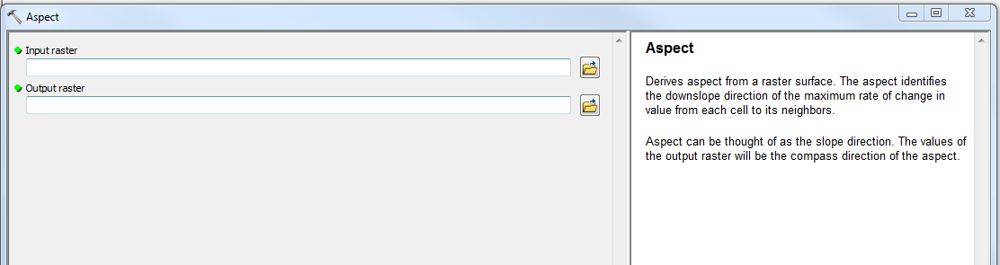 Aspect
Input raster
Output raster
Aspect
Derives aspect from a raster surface. The aspect identifies
the downslope direction of the maximum rate of change in
value from each cell to its neighbors.
Aspect can be thought of as the slope direction. The values of
the output raster will be the compass direction of the aspect.